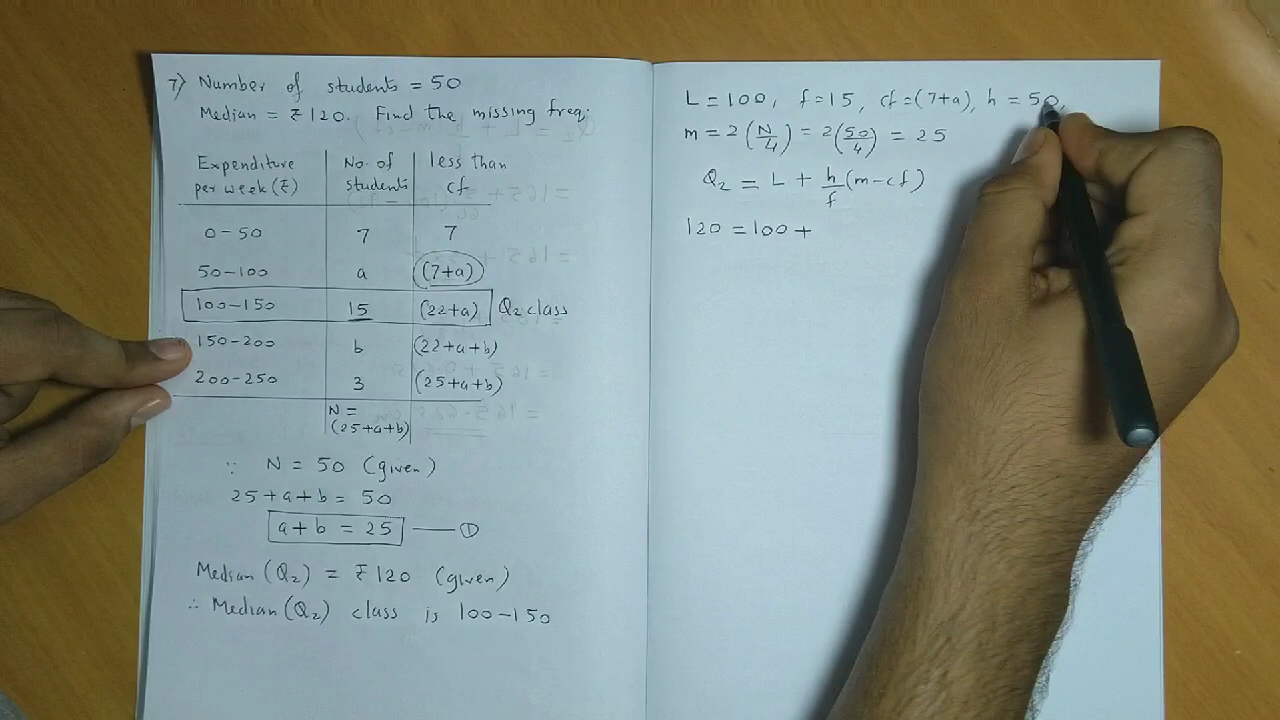 7) Number of students = 50
Median = ₹120. Find the missing freq.
Expenditure per week (₹) | No. of students | less than cf
0-50 | 7 | 7
50-100 | a | (7+a)
100-150 | 15 | (22+a) Q₂ class
150-200 | b | (22+a+b)
200-250 | 3 | (25+a+b)
N = (25+a+b)
∵ N = 50 (given)
25+a+b = 50
a+b = 25 —— ①
Median (Q₂) = ₹120 (given)
∴ Median (Q₂) class is 100-150
L = 100, f = 15, cf = (7+a), h = 50,
m = 2(N/4) = 2(50/4) = 25
Q₂ = L + h/f (m-cf)
120 = 100 +